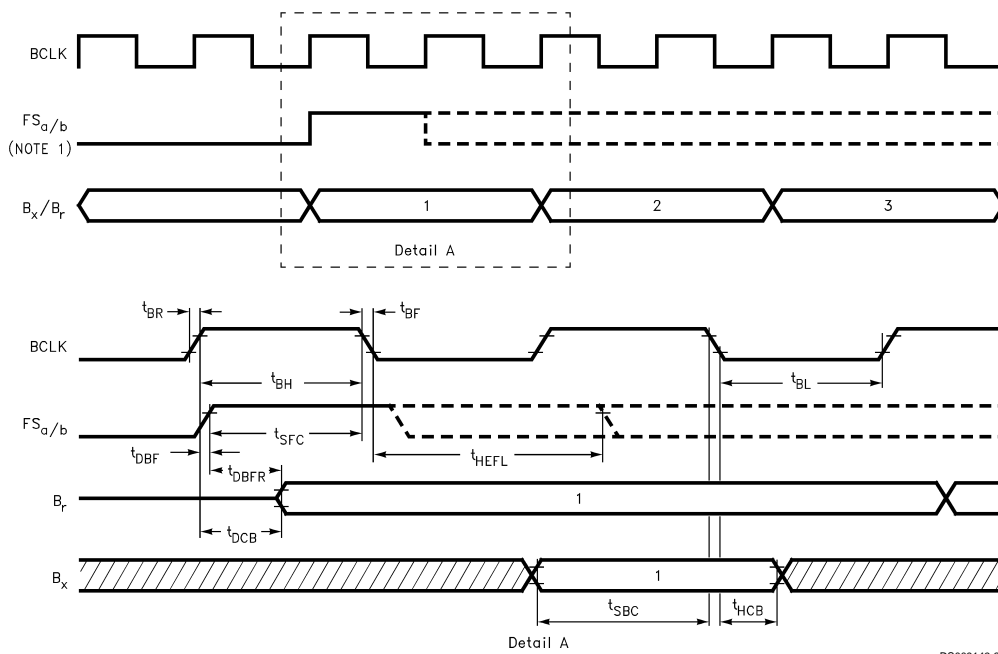 BCLK
FSa/b
(NOTE 1)
Bx/Br
1
2
3
Detail A
tBR
tBF
BCLK
tBH
tBL
FSa/b
tSFC
tDBF
tHEFL
tDBFR
Br
1
tDCB
Bx
1
tSBC
tHCB
Detail A